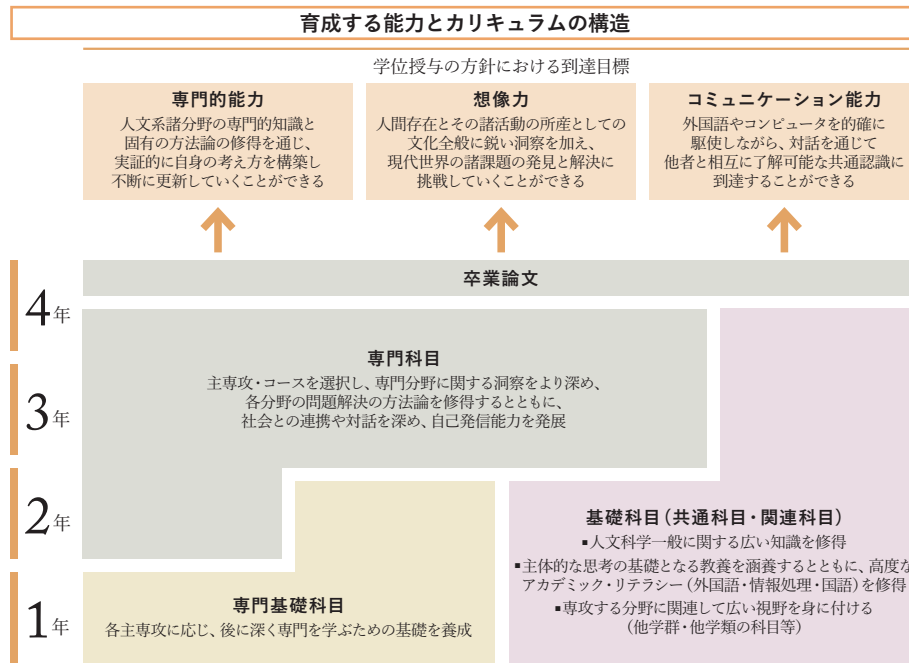 育成する能力とカリキュラムの構造
学位授与の方針における到達目標
専門的能力
人文系諸分野の専門的知識と
固有の方法論の修得を通じ、
実証的に自身の考え方を構築し
不断に更新していくことができる
想像力
人間存在とその諸活動の所産としての
文化全般に鋭い洞察を加え、
現代世界の諸課題の発見と解決に
挑戦していくことができる
コミュニケーション能力
外国語やコンピュータを的確に
駆使しながら、対話を通じて
他者と相互に了解可能な共通認識に
到達することができる
卒業論文
4年
専門科目
主専攻・コースを選択し、専門分野に関する洞察をより深め、
各分野の問題解決の方法論を修得するとともに、
社会との連携や対話を深め、自己発信能力を発展
3年
2年
基礎科目（共通科目・関連科目）
▪人文科学一般に関する広い知識を修得
▪主体的な思考の基礎となる教養を涵養するとともに、高度な
アカデミック・リテラシー（外国語・情報処理・国語）を修得
▪専攻する分野に関連して広い視野を身に付ける
（他学群・他学類の科目等）
専門基礎科目
各主専攻に応じ、後に深く専門を学ぶための基礎を養成
1年